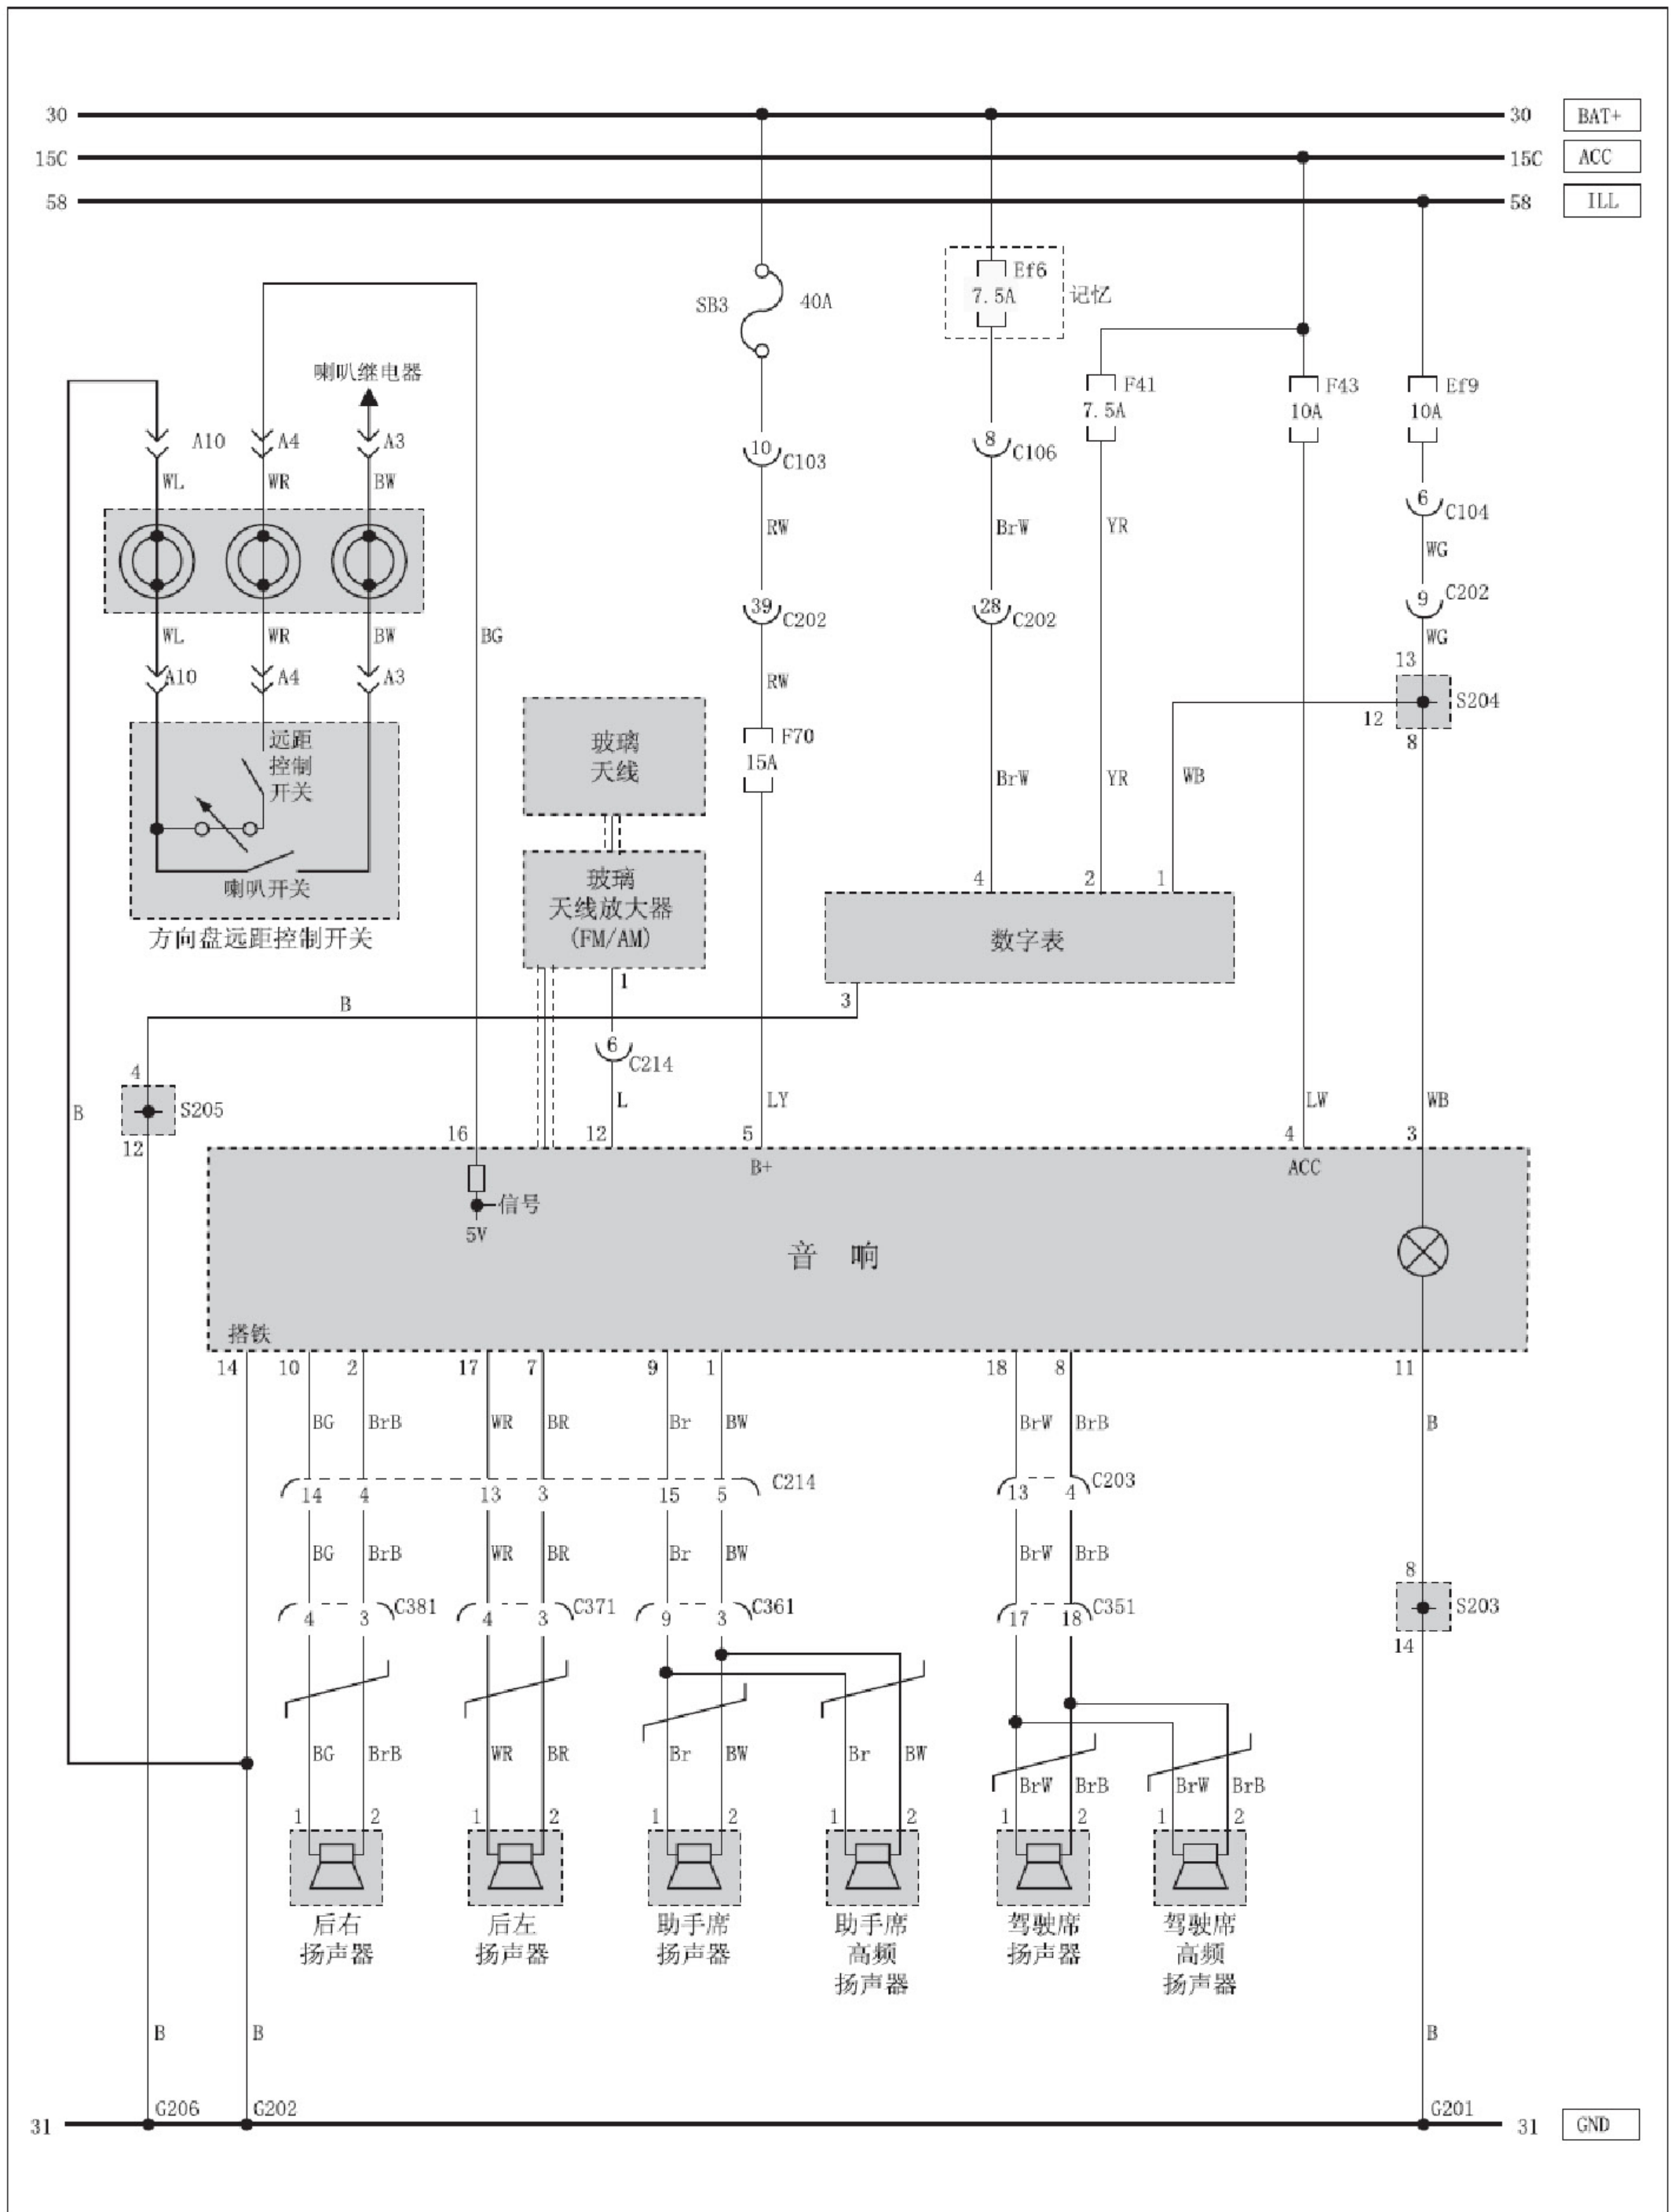 30
30
BAT+
15C
15C
ACC
58
58
ILL
SB3
40A
Ef6
7.5A
记忆
喇叭继电器
F41
7.5A
F43
10A
Ef9
10A
A10
A4
A3
10
C103
8
C106
WL
WR
BW
6
C104
RW
BrW
YR
WG
39
C202
28
C202
9
C202
WL
WR
BW
BG
WG
A10
A4
A3
RW
13
S204
12
8
远距
控制
开关
喇叭开关
方向盘远距控制开关
玻璃
天线
F70
15A
BrW
YR
WB
玻璃
天线放大器
(FM/AM)
4
2
1
数字表
1
3
B
6
C214
4
S205
12
B
L
LY
LW
WB
16
12
5
4
3
B+
ACC
信号
5V
音 响
搭铁
14
10
2
17
7
9
1
18
8
11
BG
BrB
WR
BR
Br
BW
BrW
BrB
B
14
4
13
3
15
5
C214
13
4
C203
BG
BrB
WR
BR
Br
BW
BrW
BrB
8
S203
14
4
3
C381
4
3
C371
9
3
C361
17
18
C351
BG
BrB
WR
BR
Br
BW
Br
BW
BrW
BrB
BrW
BrB
1
2
1
2
1
2
1
2
1
2
1
2
后右
扬声器
后左
扬声器
助手席
扬声器
助手席
高频
扬声器
驾驶席
扬声器
驾驶席
高频
扬声器
B
B
B
G206
G202
G201
31
31
GND